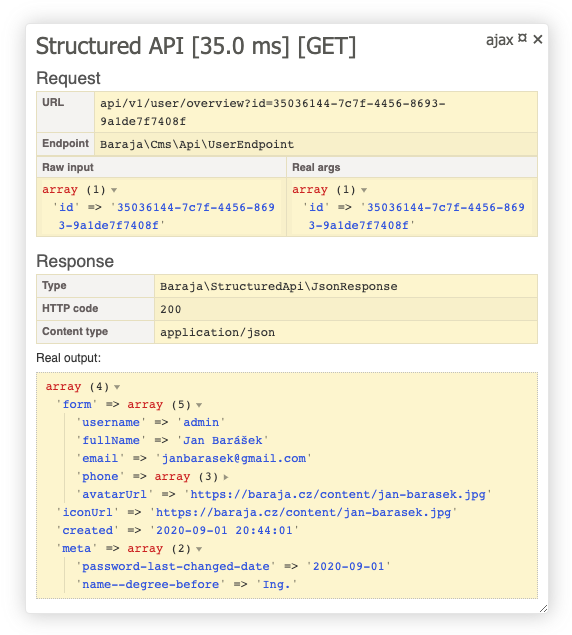 Structured API [35.0 ms] [GET]
ajax ¤ ✕
Request
URL api/v1/user/overview?id=35036144-7c7f-4456-8693-
9a1de7f7408f
Endpoint Baraja\Cms\Api\UserEndpoint
Raw input Real args
array (1) ▼ array (1) ▼
'id' => '35036144-7c7f-4456-869 'id' => '35036144-7c7f-4456-869
3-9a1de7f7408f' 3-9a1de7f7408f'
Response
Type Baraja\StructuredApi\JsonResponse
HTTP code 200
Content type application/json
Real output:
array (4) ▼
'form' => array (5) ▼
'username' => 'admin'
'fullName' => 'Jan Barášek'
'email' => 'janbarasek@gmail.com'
'phone' => array (3) ▶
'avatarUrl' => 'https://baraja.cz/content/jan-barasek.jpg'
'iconUrl' => 'https://baraja.cz/content/jan-barasek.jpg'
'created' => '2020-09-01 20:44:01'
'meta' => array (2) ▼
'password-last-changed-date' => '2020-09-01'
'name--degree-before' => 'Ing.'